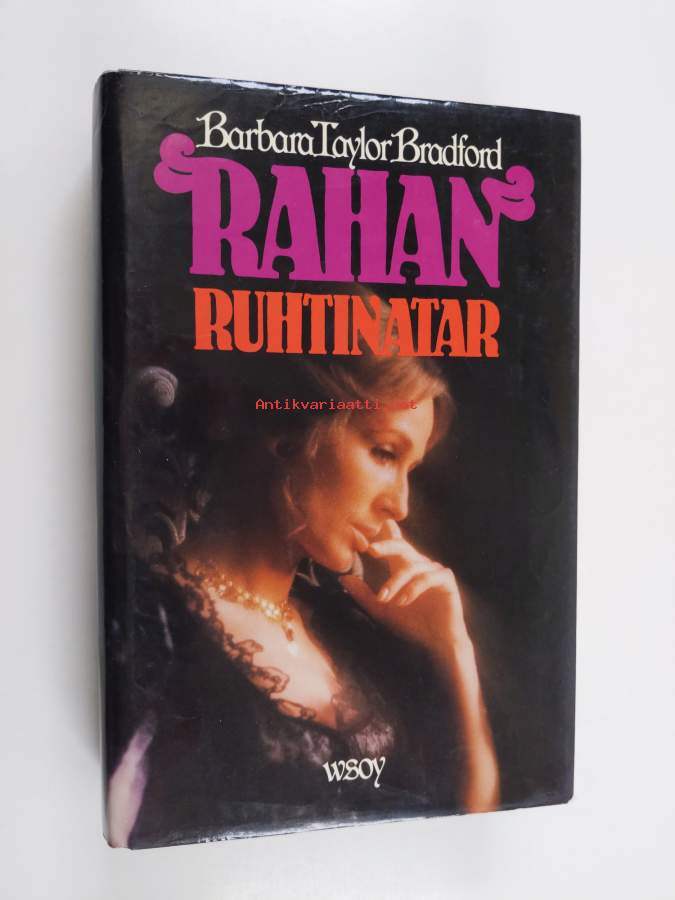 Barbara Taylor Bradford
RAHAN
RUHTINATAR
Antikvariaatti.net
wsoy